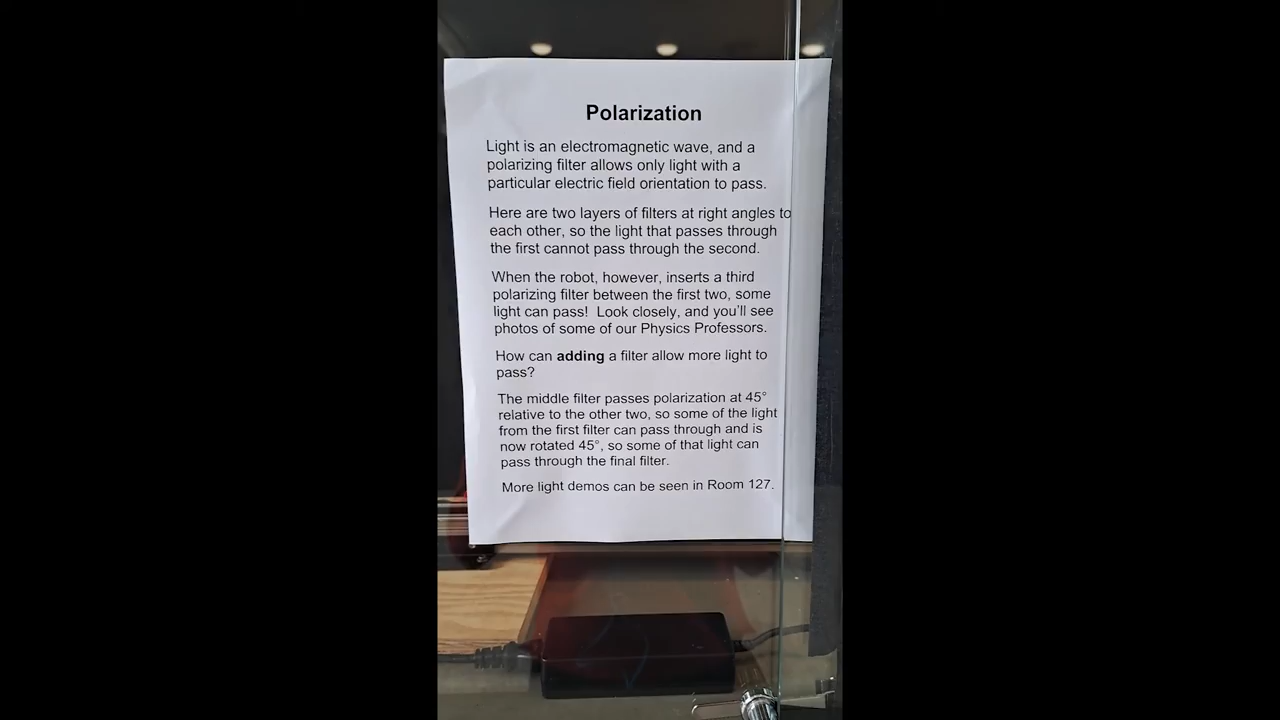 Polarization
Light is an electromagnetic wave, and a
polarizing filter allows only light with a
particular electric field orientation to pass.
Here are two layers of filters at right angles to
each other, so the light that passes through
the first cannot pass through the second.
When the robot, however, inserts a third
polarizing filter between the first two, some
light can pass!  Look closely, and you'll see
photos of some of our Physics Professors.
How can adding a filter allow more light to
pass?
The middle filter passes polarization at 45°
relative to the other two, so some of the light
from the first filter can pass through and is
now rotated 45°, so some of that light can
pass through the final filter.
More light demos can be seen in Room 127.